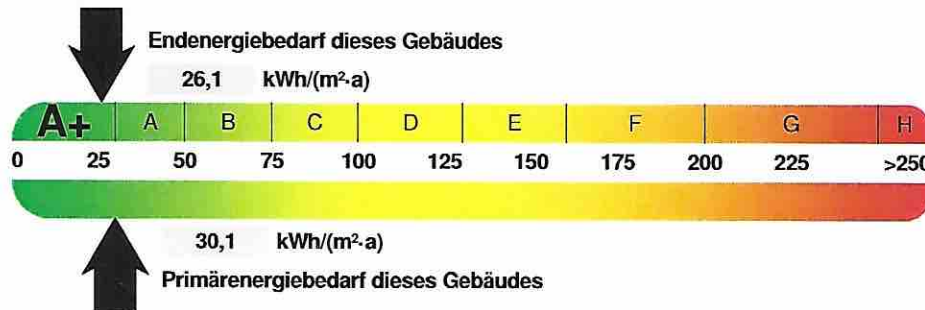 Endenergiebedarf dieses Gebäudes
26,1 kWh/(m²·a)
A+ A B C D E F G H
0 25 50 75 100 125 150 175 200 225 >250
30,1 kWh/(m²·a)
Primärenergiebedarf dieses Gebäudes